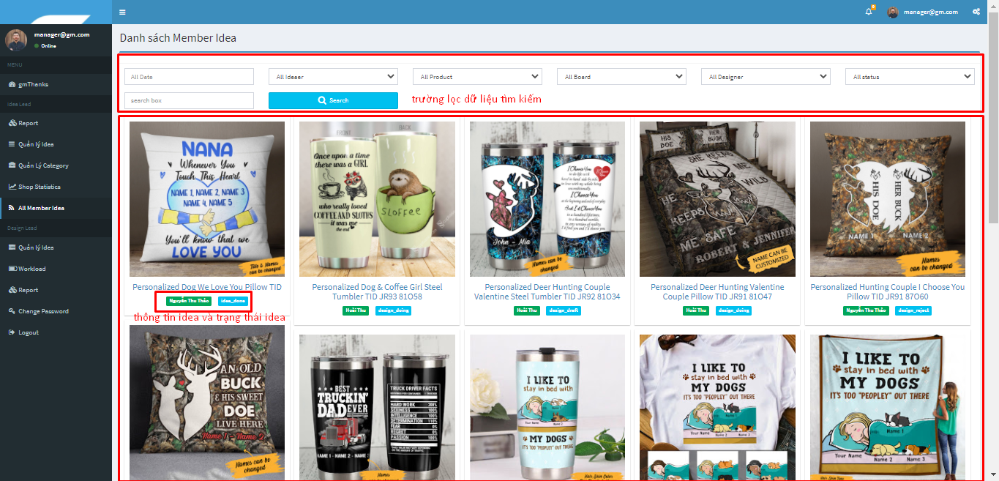 manager@gm.com
manager@gm.com
Online
MENU
gmThanks
Idea Lead
Report
Quản lý Idea
Quản Lý Category
Shop Statistics
All Member Idea
Design Lead
Quản lý Idea
Workload
Report
Change Password
Logout
Danh sách Member Idea
All Date
All Ideaer
All Product
All Board
All Designer
All status
search box
Search
trường lọc dữ liệu tìm kiếm
NANA
Whenever You
Touch This Heart
NAME 1, NAME 2, NAME 3
NAME 4, NAME 5
You'll know that we
LOVE YOU
Title & Names
can be changed
Personalized Dog We Love You Pillow TID
Nguyễn Thu Thảo
idea_done
thông tin idea và trạng thái idea
FRONT
BACK
Once upon a time
there was a GIRL
who really loved
COFFEE AND SLOTHS
it was me
the end
SLOFFEE
Personalized Dog & Coffee Girl Steel
Tumbler TID JR93 81O58
Hoài Thu
design_doing
I Choose You
I Choose You
John - Mia
Names can be
changed
Personalized Deer Hunting Couple
Valentine Steel Tumbler TID JR92 81O34
Hoài Thu
design_draft
HIS
DOE
HER
BUCK
SHE KEEPS
ME
WILD
HE
KEEPS
ME SAFE
ROBERT & JENNIFER
NAME CAN BE
CUSTOMIZED
Personalized Deer Hunting Valentine
Couple Pillow TID JR91 81O47
Hoài Thu
design_doing
HIS DOE
HER BUCK
NAME 1
NAME 2
Names
can be changed
Personalized Hunting Couple I Choose You
Pillow TID JR91 87O60
Nguyễn Thu Thảo
design_reject
AN OLD
BUCK
& HIS SWEET
DOE
LIVE HERE
Name 1 - Name 2
Names can be
changed
BEST
TRUCKIN'
DAD EVER
NAME 1 - NAME 2 - NAME 3
TRUCK DRIVER FACTS
HARD WORK 200%
SEXINESS 100%
INTELLIGENCE 100%
DETERMINATION 110%
FEAR 0%
REGRET 0%
PASSION 100%
Names
I LIKE TO
stay in bed with
MY DOGS
IT'S TOO "PEOPLEY" OUT THERE
I LIKE TO
stay in bed with
MY DOGS
IT'S TOO "PEOPLEY" OUT THERE
Your Name
Name 1
Name 2
I LIKE TO
stay in bed with
MY DOGS
IT'S TOO "PEOPLEY" OUT THERE
Your Name
Name 2
Name 3